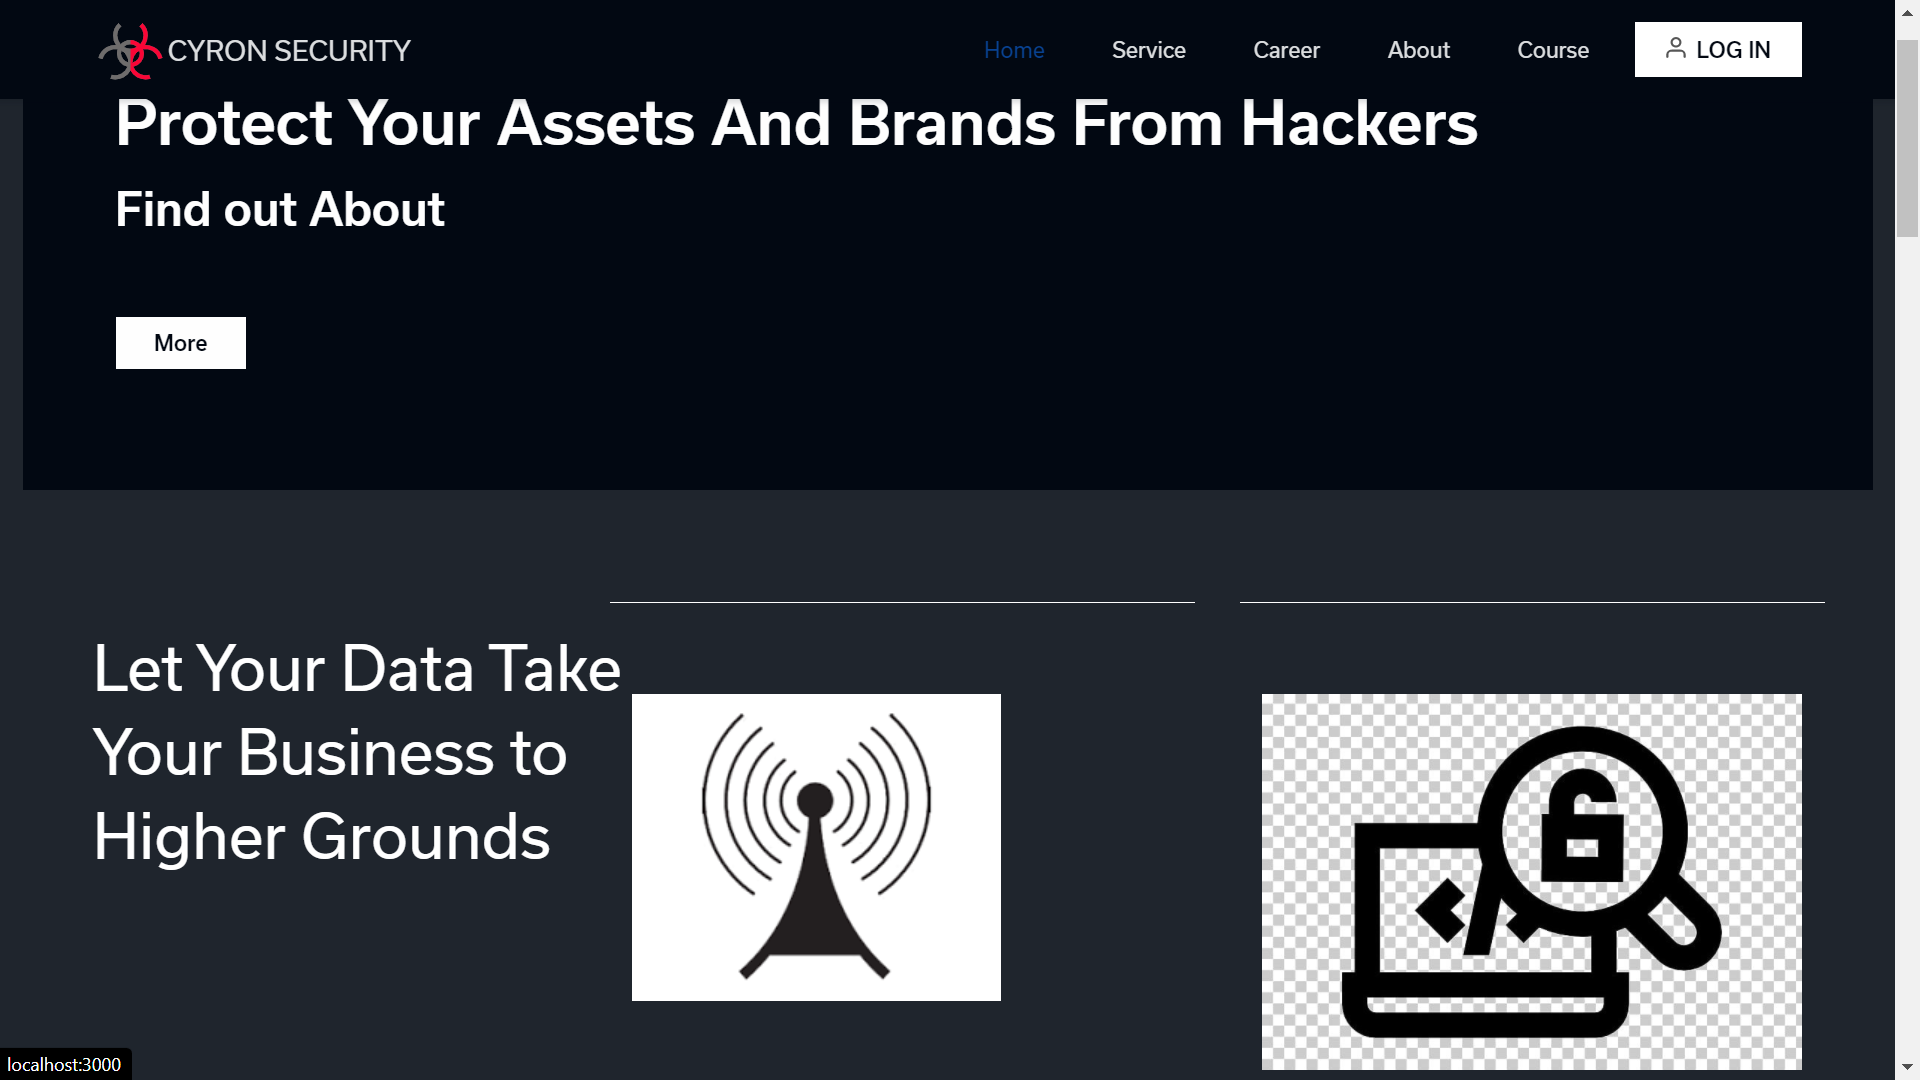 CYRON SECURITY
Home
Service
Career
About
Course
LOG IN
Protect Your Assets And Brands From Hackers
Find out About
More
Let Your Data Take
Your Business to
Higher Grounds
localhost:3000